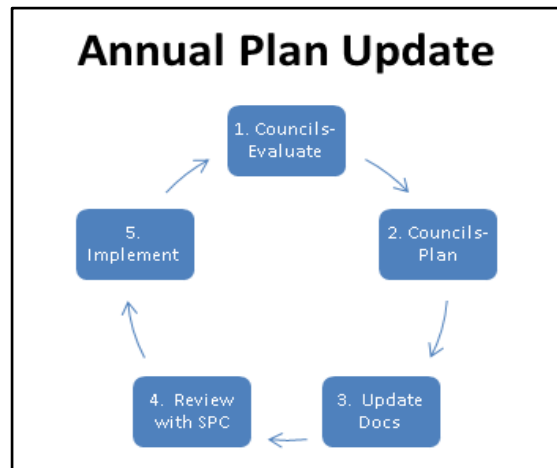 Annual Plan Update
1. Councils-
Evaluate
2. Councils-
Plan
3. Update
Docs
4. Review
with SPC
5.
Implement